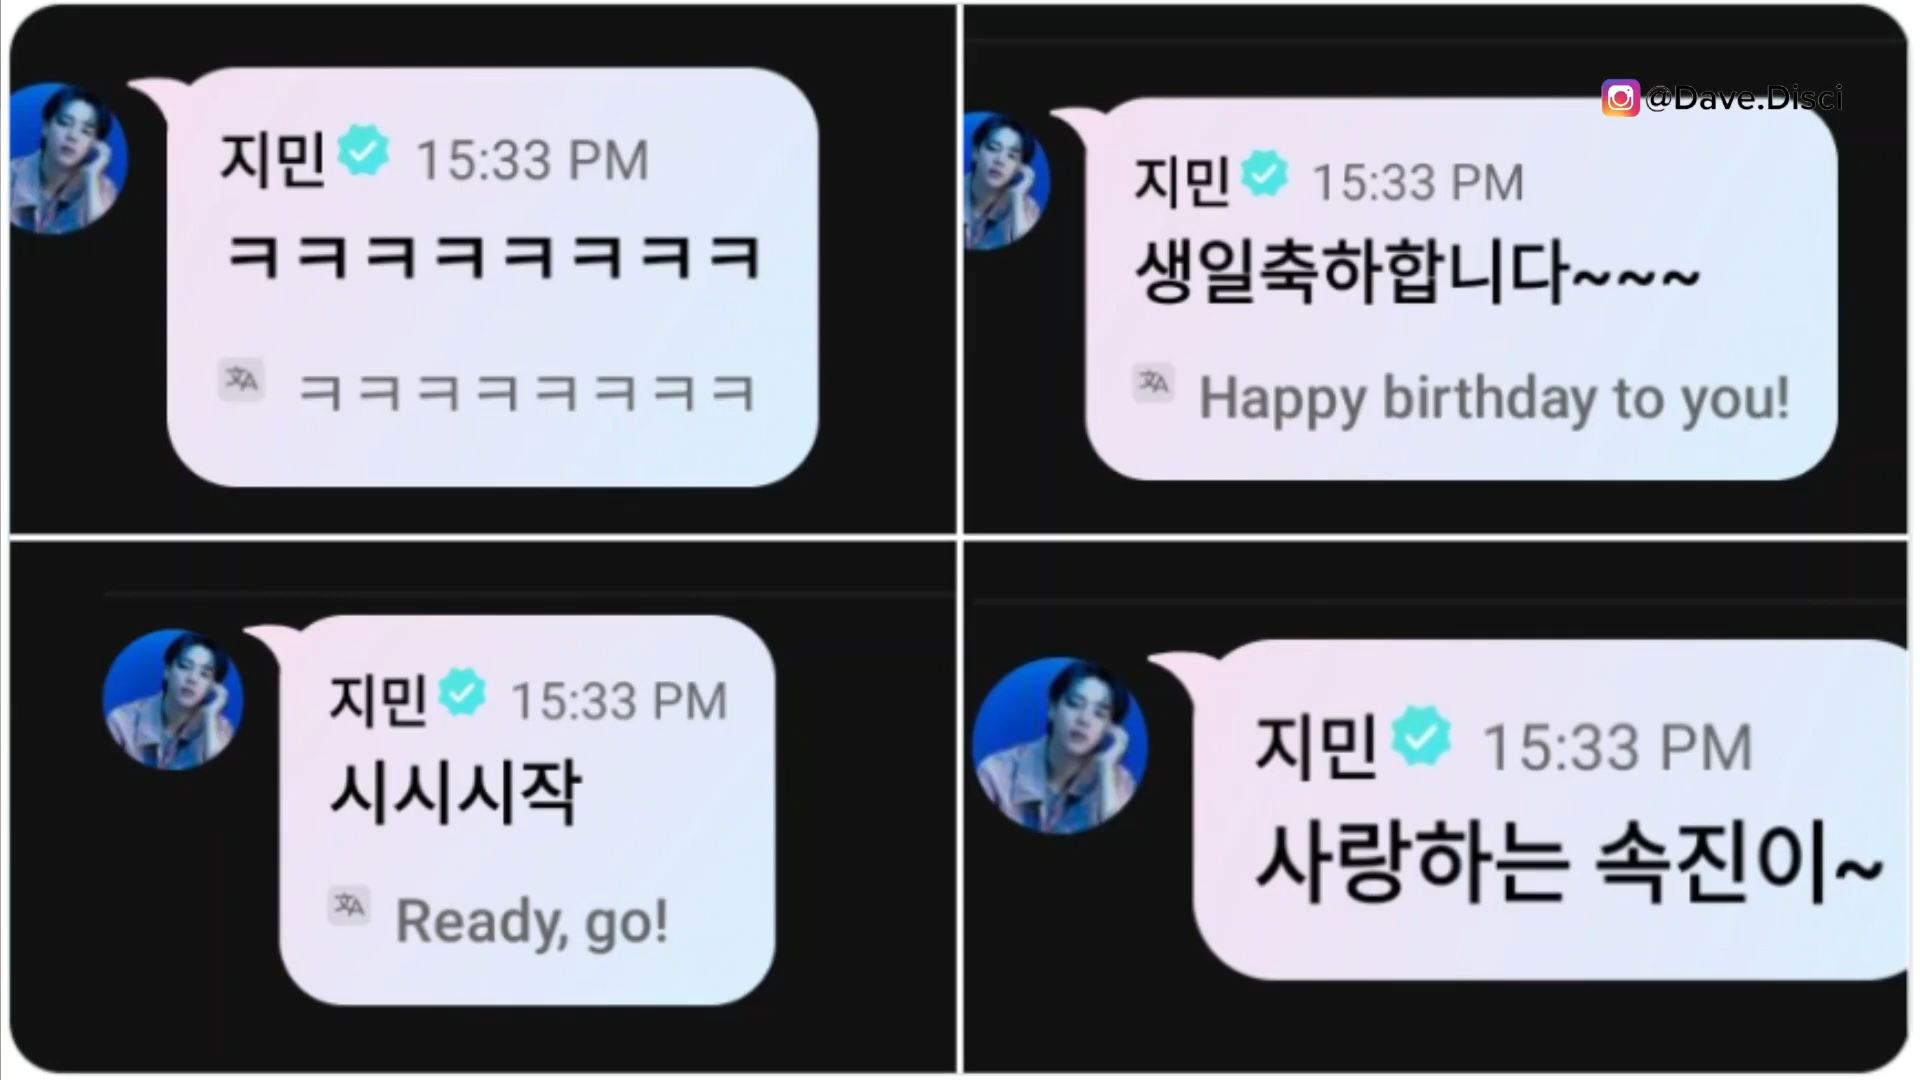 지민 15:33 PM
ㅋㅋㅋㅋㅋㅋㅋㅋ
ㅋㅋㅋㅋㅋㅋㅋㅋ
@Dave.Disci
지민 15:33 PM
생일축하합니다~~~
Happy birthday to you!
지민 15:33 PM
시시시작
Ready, go!
지민 15:33 PM
사랑하는 속진이~